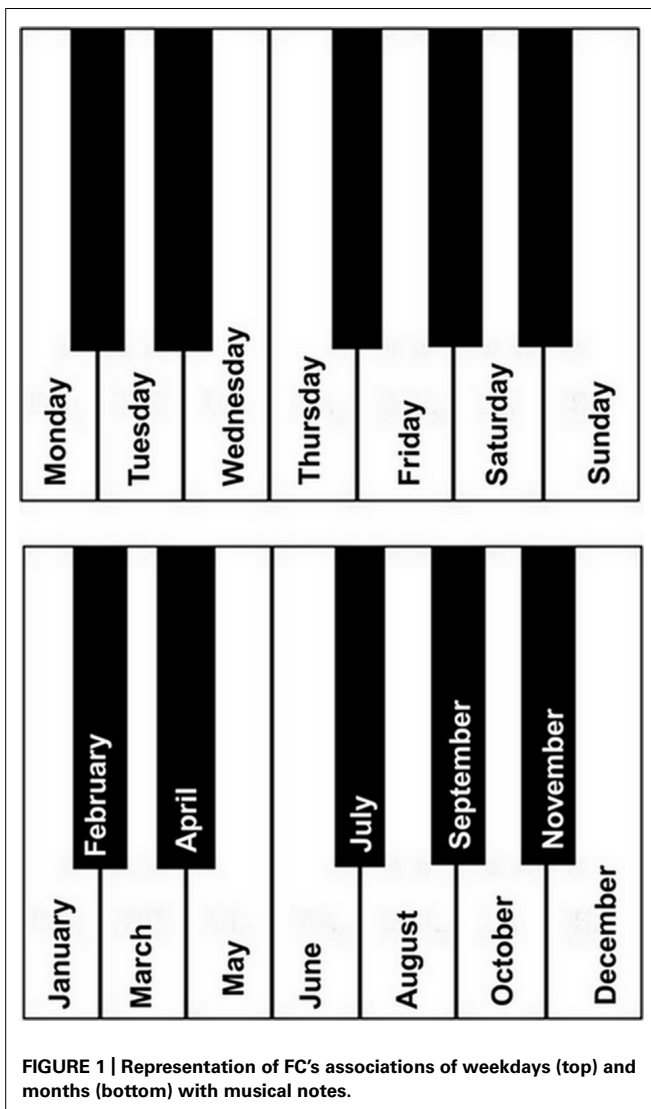 Monday
Tuesday
Wednesday
Thursday
Friday
Saturday
Sunday
January
February
March
April
May
June
July
August
September
October
November
December
FIGURE 1 | Representation of FC's associations of weekdays (top) and
months (bottom) with musical notes.